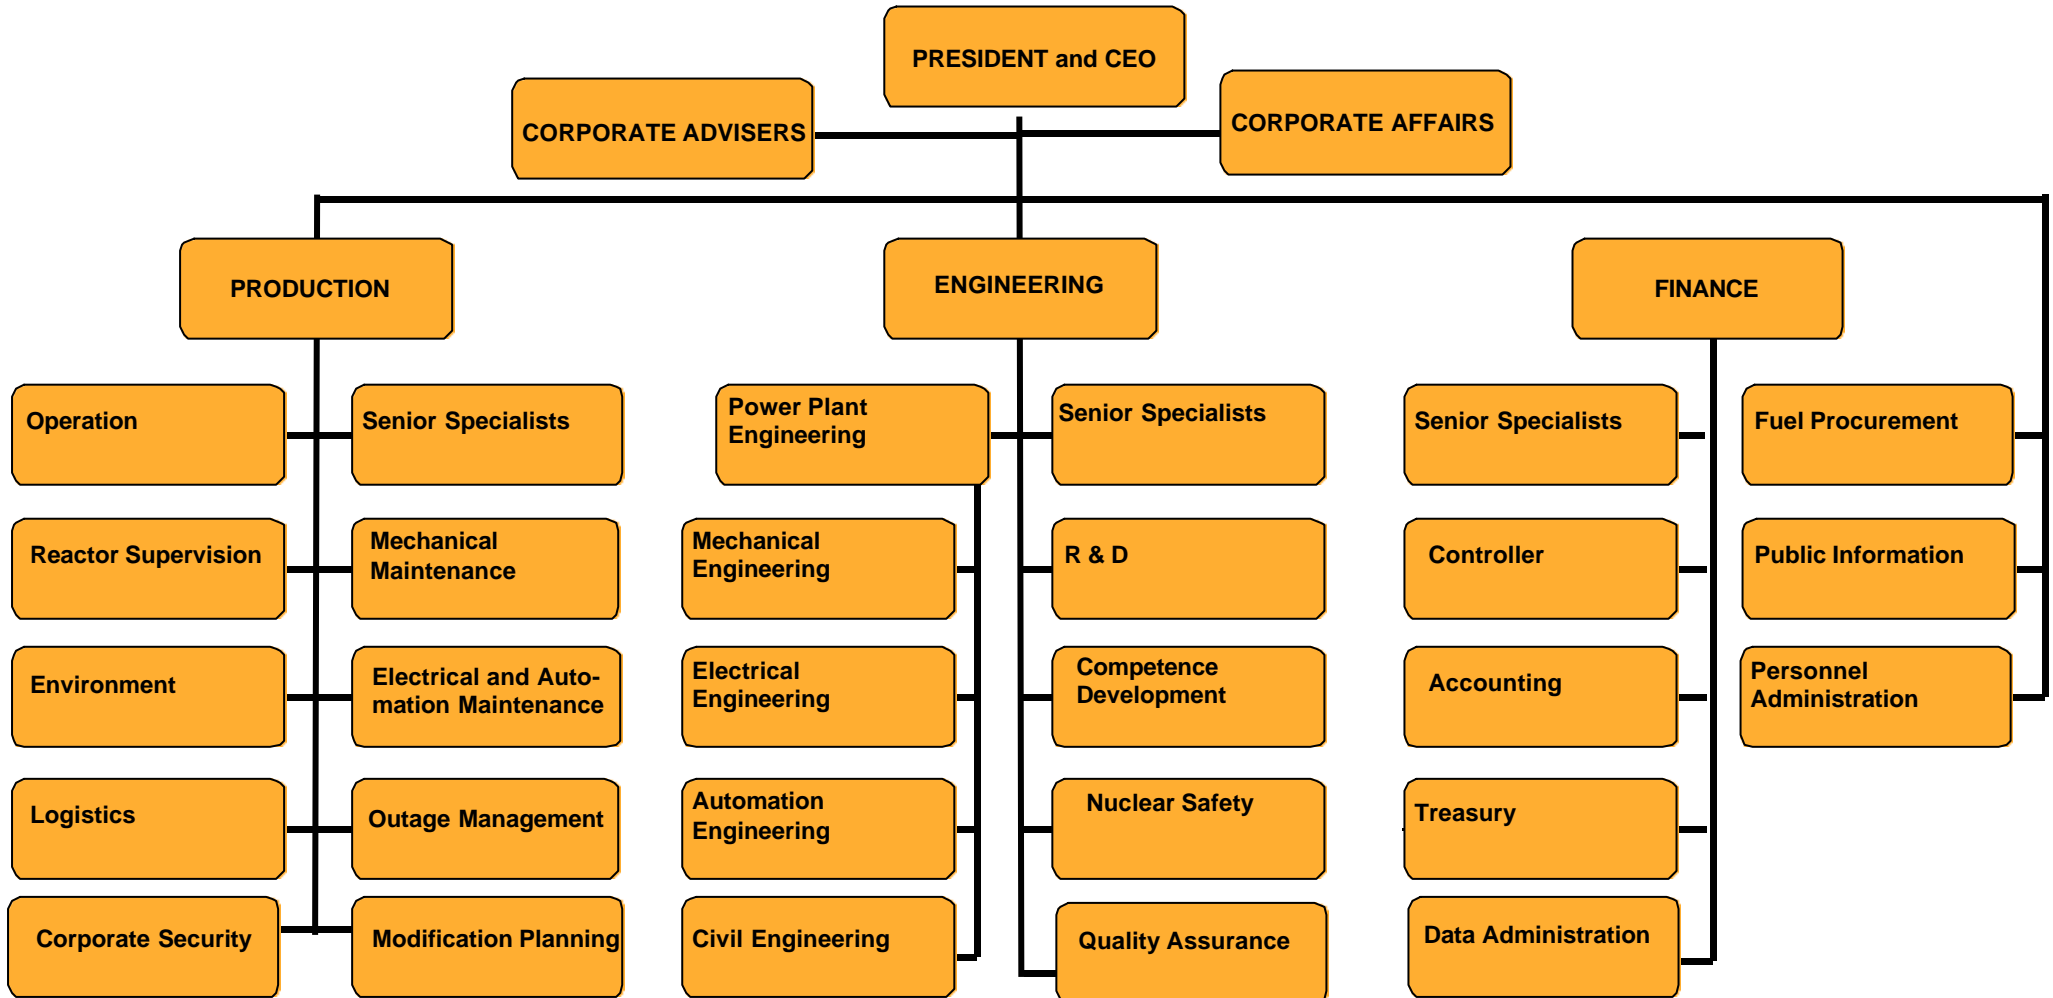 PRESIDENT and CEO
CORPORATE ADVISERS
CORPORATE AFFAIRS
PRODUCTION
ENGINEERING
FINANCE
Operation
Senior Specialists
Power Plant
Engineering
Senior Specialists
Senior Specialists
Fuel Procurement
Reactor Supervision
Mechanical
Maintenance
Mechanical
Engineering
R & D
Controller
Public Information
Environment
Electrical and Auto-
mation Maintenance
Electrical
Engineering
Competence
Development
Accounting
Personnel
Administration
Logistics
Outage Management
Automation
Engineering
Nuclear Safety
Treasury
Corporate Security
Modification Planning
Civil Engineering
Quality Assurance
Data Administration